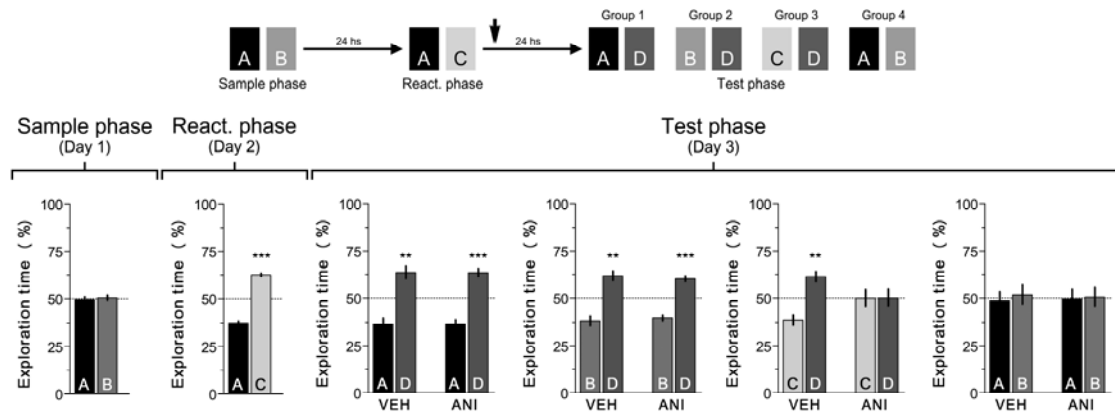 Group 1 Group 2 Group 3 Group 4
A B 24 hs A C 24 hs A D B D C D A B
Sample phase React. phase Test phase
Sample phase React. phase Test phase
(Day 1) (Day 2) (Day 3)
Exploration time ( %)
100
75
50
25
0
A B
Exploration time ( %)
100
75
50
25
0
***
A C
Exploration time ( %)
100
75
50
25
0
** ***
A D A D
VEH ANI
Exploration time ( %)
100
75
50
25
0
** ***
B D B D
VEH ANI
Exploration time ( %)
100
75
50
25
0
**
C D C D
VEH ANI
Exploration time ( %)
100
75
50
25
0
A B A B
VEH ANI